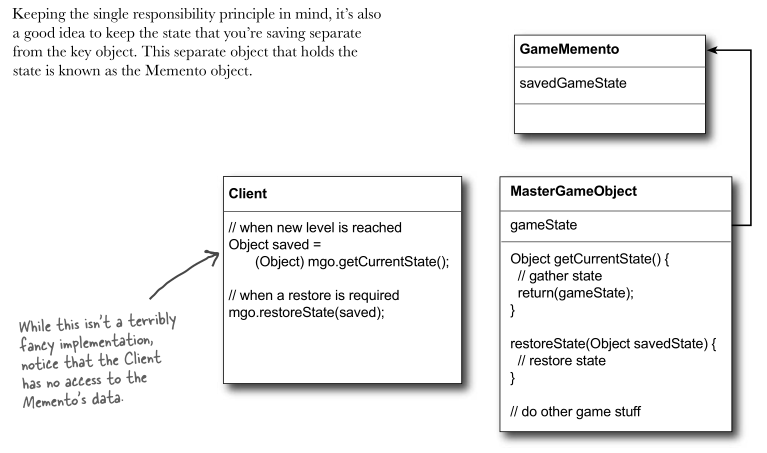 Keeping the single responsibility principle in mind, it’s also
a good idea to keep the state that you’re saving separate
from the key object. This separate object that holds the
state is known as the Memento object.
GameMemento
savedGameState
Client
// when new level is reached
Object saved =
(Object) mgo.getCurrentState();
// when a restore is required
mgo.restoreState(saved);
MasterGameObject
gameState
Object getCurrentState() {
// gather state
return(gameState);
}
restoreState(Object savedState) {
// restore state
}
// do other game stuff
While this isn't a terribly
fancy implementation,
notice that the Client
has no access to the
Memento's data.